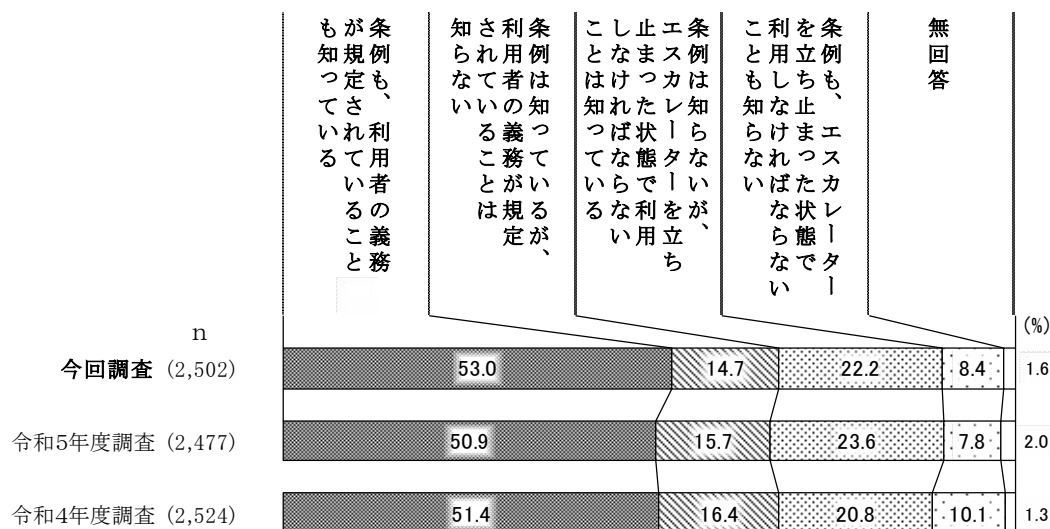 条例も、利用者の義務
が規定されていること
も知っている
条例は知っているが、
利用者の義務が規定
されていることは
知らない
条例は知らないが、
エスカレーターを立ち
止まった状態で利用
しなければならない
ことは知っている
条例も、エスカレーター
を立ち止まった状態で
利用しなければならない
ことも知らない
無回答
(%)
n
今回調査 (2,502) 53.0 14.7 22.2 8.4 1.6
令和5年度調査 (2,477) 50.9 15.7 23.6 7.8 2.0
令和4年度調査 (2,524) 51.4 16.4 20.8 10.1 1.3